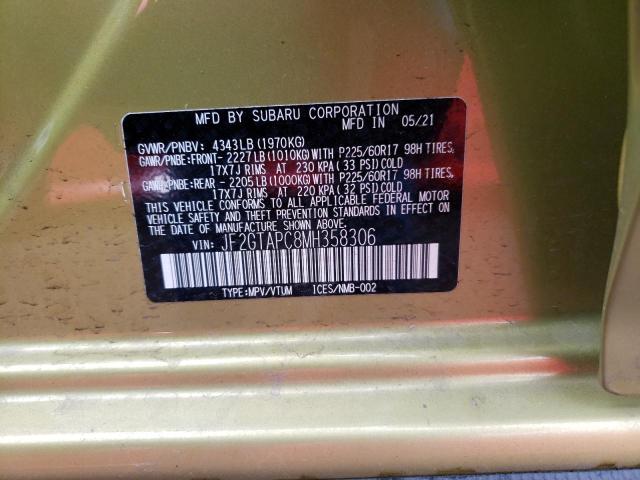 MFD BY SUBARU CORPORATION
MFD IN 05/21
GVWR/PNBV: 4343LB (1970KG)
GAWR/PNBE:FRONT- 2227LB(1010KG)WITH P225/60R17 98H TIRES,
17X7J RIMS AT 230 KPA (33 PSI)COLD
GAWR/PNBE:REAR - 2205LB(1000KG)WITH P225/60R17 98H TIRES,
17X7J RIMS AT 220 KPA (32 PSI)COLD
THIS VEHICLE CONFORMS TO ALL APPLICABLE FEDERAL MOTOR
VEHICLE SAFETY AND THEFT PREVENTION STANDARDS IN EFFECT ON
THE DATE OF MANUFACTURE SHOWN ABOVE.
VIN: JF2GTAPC8MH358306
TYPE:MPV/VTUM ICES/NMB-002